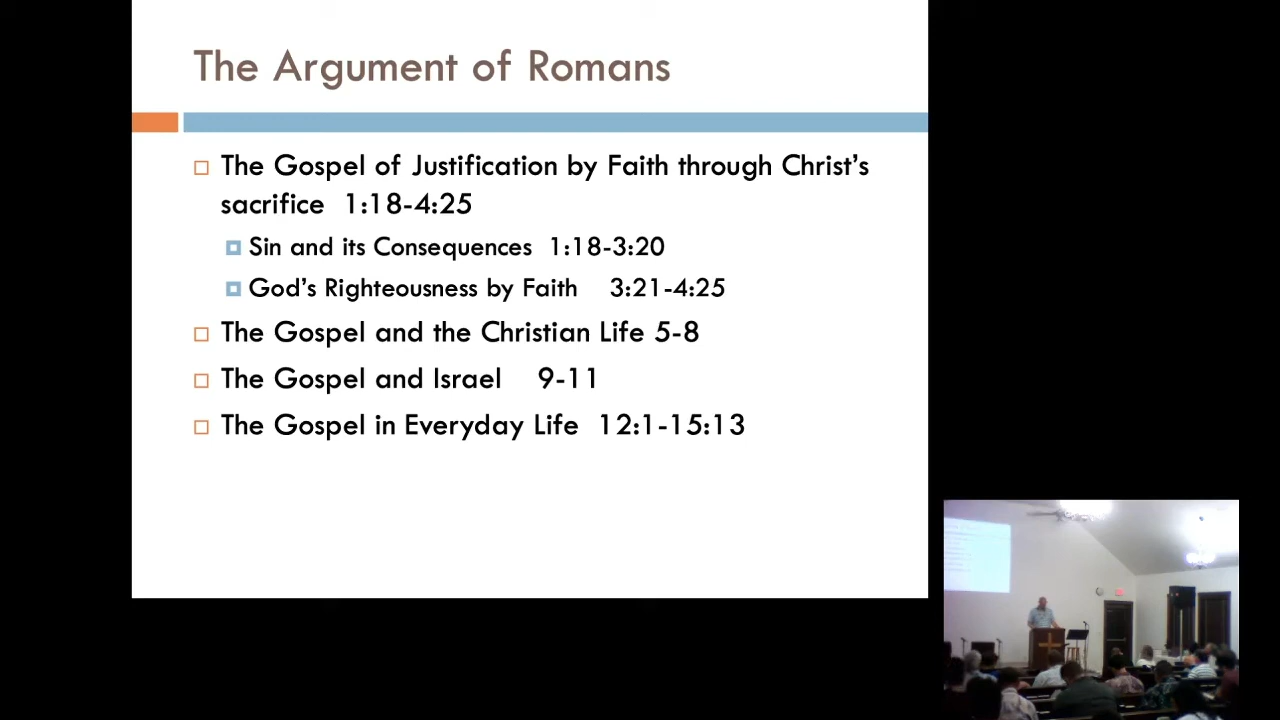 The Argument of Romans
The Gospel of Justification by Faith through Christ's
sacrifice 1:18-4:25
Sin and its Consequences 1:18-3:20
God's Righteousness by Faith 3:21-4:25
The Gospel and the Christian Life 5-8
The Gospel and Israel 9-11
The Gospel in Everyday Life 12:1-15:13